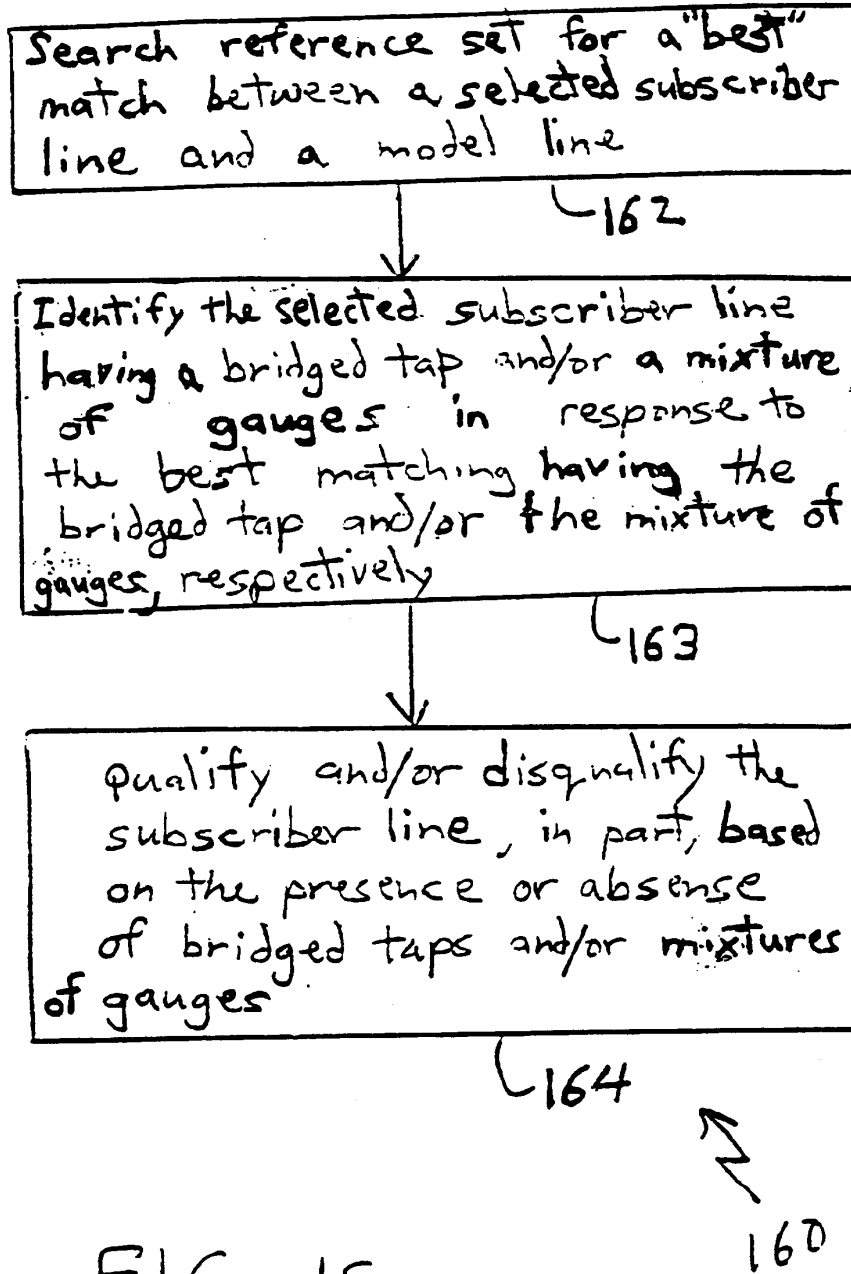 Search reference set for a "best"
match between a selected subscriber
line and a model line
162
Identify the selected subscriber line
having a bridged tap and/or a mixture
of gauges in response to
the best matching having the
bridged tap and/or the mixture of
gauges, respectively
163
Qualify and/or disqualify the
subscriber line, in part, based
on the presence or absense
of bridged taps and/or mixtures
of gauges
164
160